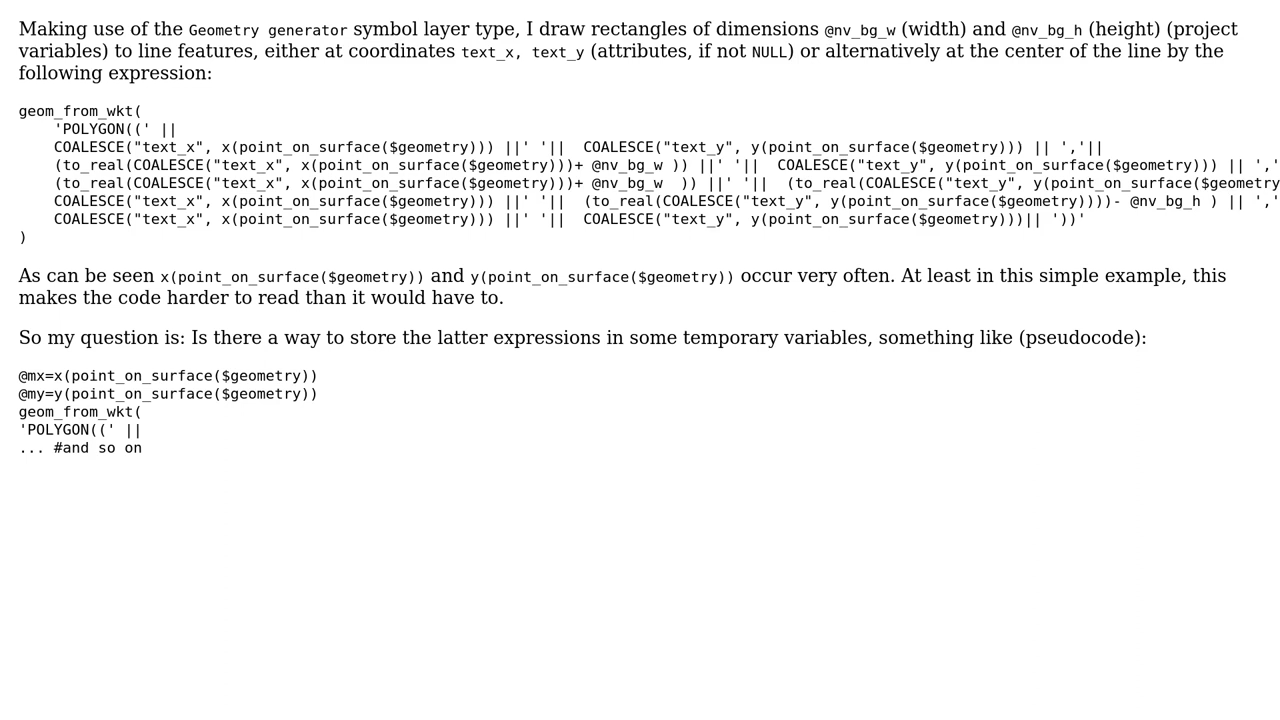 Making use of the Geometry generator symbol layer type, I draw rectangles of dimensions @nv_bg_w (width) and @nv_bg_h (height) (project
variables) to line features, either at coordinates text_x, text_y (attributes, if not NULL) or alternatively at the center of the line by the
following expression:
geom_from_wkt(
    'POLYGON((' ||
    COALESCE("text_x", x(point_on_surface($geometry))) ||' '||  COALESCE("text_y", y(point_on_surface($geometry))) || ','||
    (to_real(COALESCE("text_x", x(point_on_surface($geometry)))+ @nv_bg_w )) ||' '||  COALESCE("text_y", y(point_on_surface($geometry))) || ','
    (to_real(COALESCE("text_x", x(point_on_surface($geometry)))+ @nv_bg_w  )) ||' '||  (to_real(COALESCE("text_y", y(point_on_surface($geometry
    COALESCE("text_x", x(point_on_surface($geometry))) ||' '||  (to_real(COALESCE("text_y", y(point_on_surface($geometry))))- @nv_bg_h ) || ','
    COALESCE("text_x", x(point_on_surface($geometry))) ||' '||  COALESCE("text_y", y(point_on_surface($geometry)))|| '))'
)
As can be seen x(point_on_surface($geometry)) and y(point_on_surface($geometry)) occur very often. At least in this simple example, this
makes the code harder to read than it would have to.
So my question is: Is there a way to store the latter expressions in some temporary variables, something like (pseudocode):
@mx=x(point_on_surface($geometry))
@my=y(point_on_surface($geometry))
geom_from_wkt(
'POLYGON((' ||
... #and so on